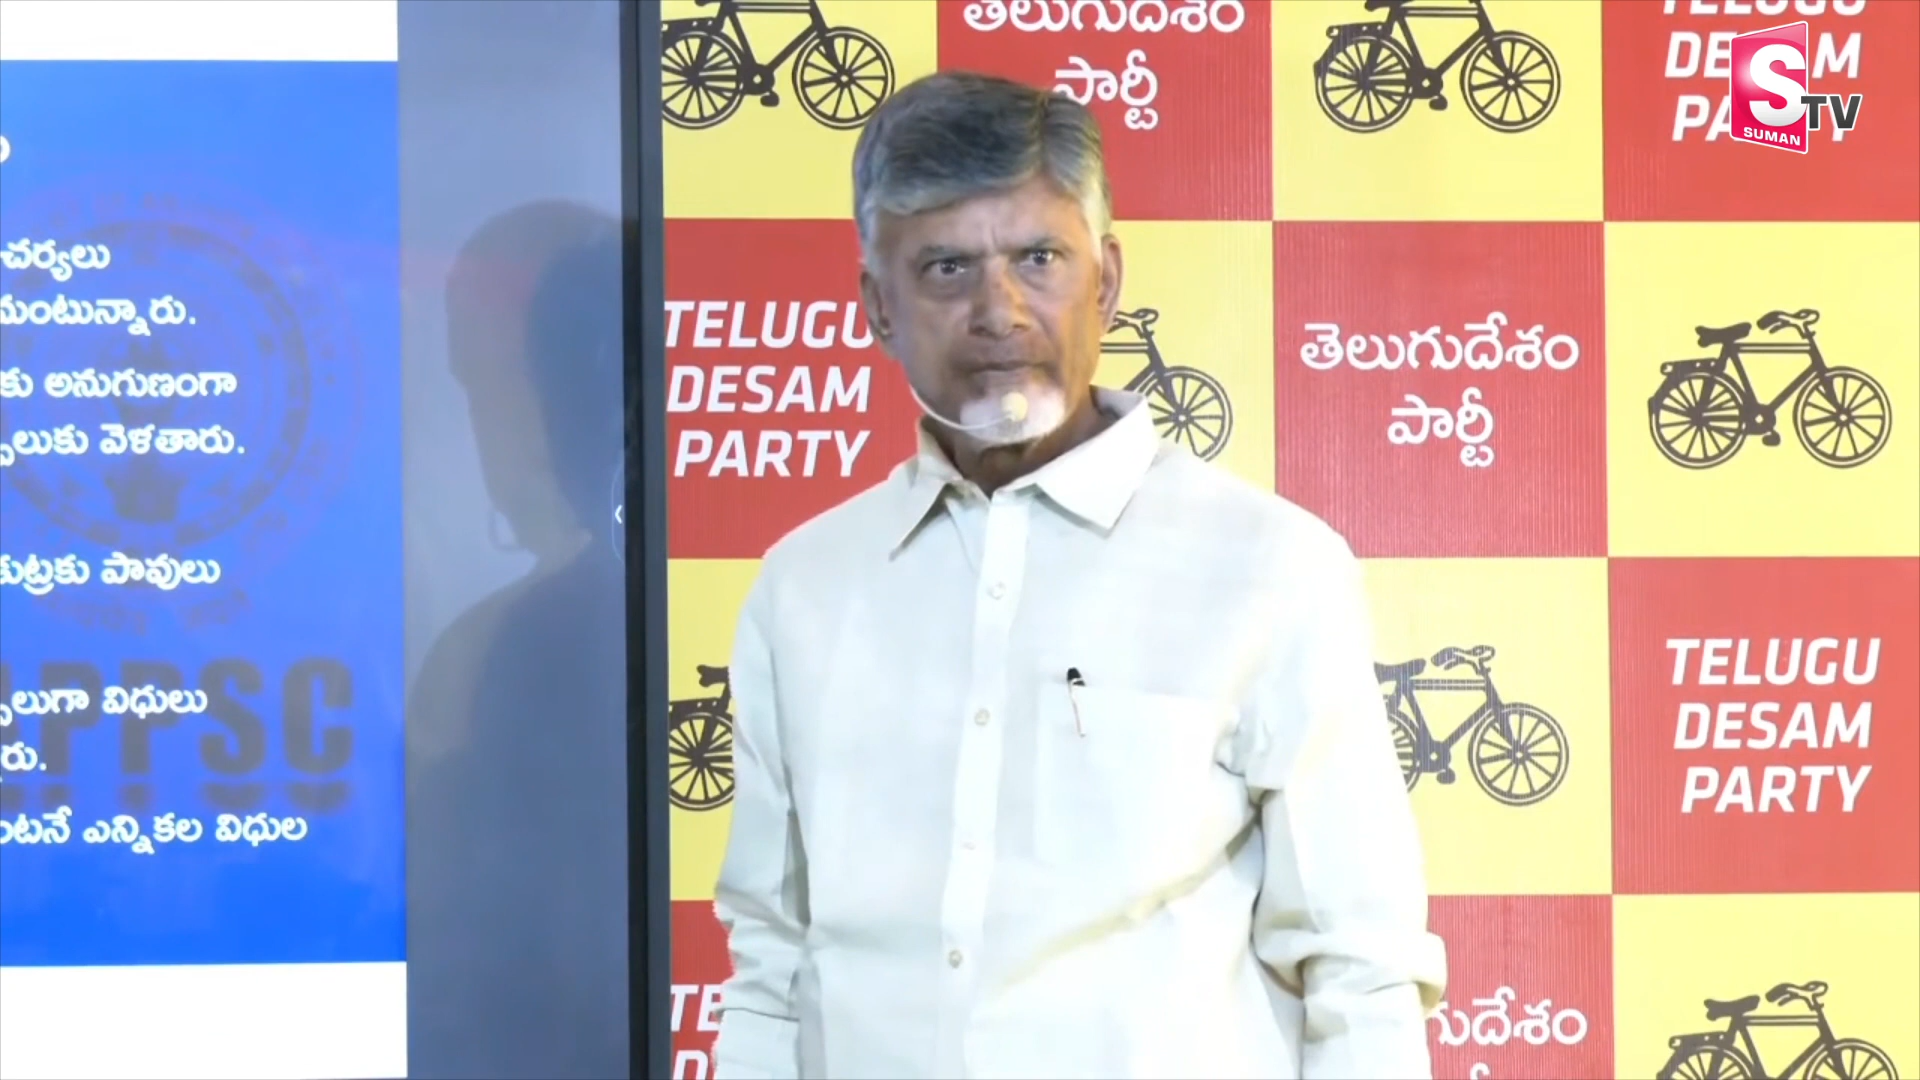 చర్యలు
నుంటున్నారు.
కు అనుగుణంగా
లుకు వెళతారు.
కుట్రకు పావులు
లుగా విధులు
రు.
ంటనే ఎన్నికల విధుల
PPSC
తెలుగుదేశం
పార్టీ
TELUGU
DESAM
PARTY
S TV
SUMAN
TELUGU
DESAM
PARTY
తెలుగుదేశం
పార్టీ
TELUGU
DESAM
PARTY
TE
D
గుదేశం